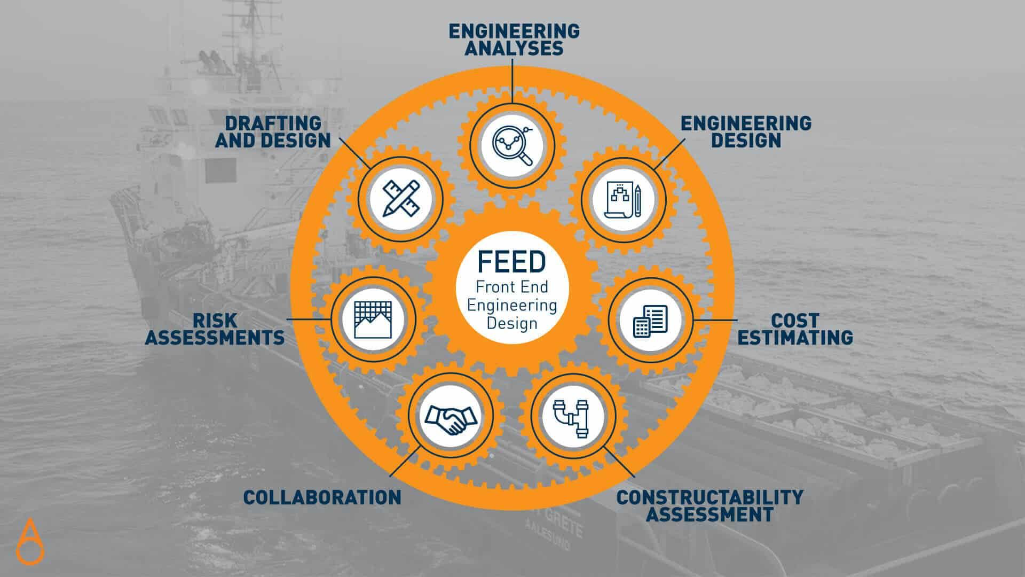 ENGINEERING
ANALYSES
DRAFTING
AND DESIGN
ENGINEERING
DESIGN
FEED
Front End
Engineering
Design
RISK
ASSESSMENTS
COST
ESTIMATING
COLLABORATION
CONSTRUCTABILITY
ASSESSMENT
GRETE